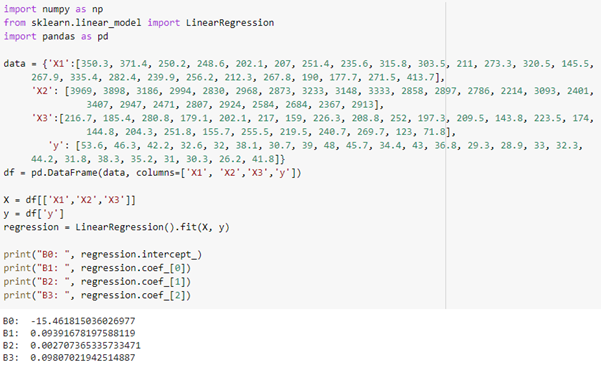 import numpy as np
from sklearn.linear_model import LinearRegression
import pandas as pd
data = {'X1':[350.3, 371.4, 250.2, 248.6, 202.1, 207, 251.4, 235.6, 315.8, 303.5, 211, 273.3, 320.5, 145.5,
267.9, 335.4, 282.4, 239.9, 256.2, 212.3, 267.8, 190, 177.7, 271.5, 413.7],
'X2': [3969, 3898, 3186, 2994, 2830, 2968, 2873, 3233, 3148, 3333, 2858, 2897, 2786, 2214, 3093, 2401,
3407, 2947, 2471, 2807, 2924, 2584, 2684, 2367, 2913],
'X3':[216.7, 185.4, 280.8, 179.1, 202.1, 217, 159, 226.3, 208.8, 252, 197.3, 209.5, 143.8, 223.5, 174,
144.8, 204.3, 251.8, 155.7, 255.5, 219.5, 240.7, 269.7, 123, 71.8],
'y': [53.6, 46.3, 42.2, 32.6, 32, 38.1, 30.7, 39, 48, 45.7, 34.4, 43, 36.8, 29.3, 28.9, 33, 32.3,
44.2, 31.8, 38.3, 35.2, 31, 30.3, 26.2, 41.8]}
df = pd.DataFrame(data, columns=['X1', 'X2','X3','y'])
X = df[['X1','X2','X3']]
y = df['y']
regression = LinearRegression().fit(X, y)
print("B0: ", regression.intercept_)
print("B1: ", regression.coef_[0])
print("B2: ", regression.coef_[1])
print("B3: ", regression.coef_[2])
B0:  -15.461815036026977
B1:  0.09391678197588119
B2:  0.002707365335733471
B3:  0.09807021942514887